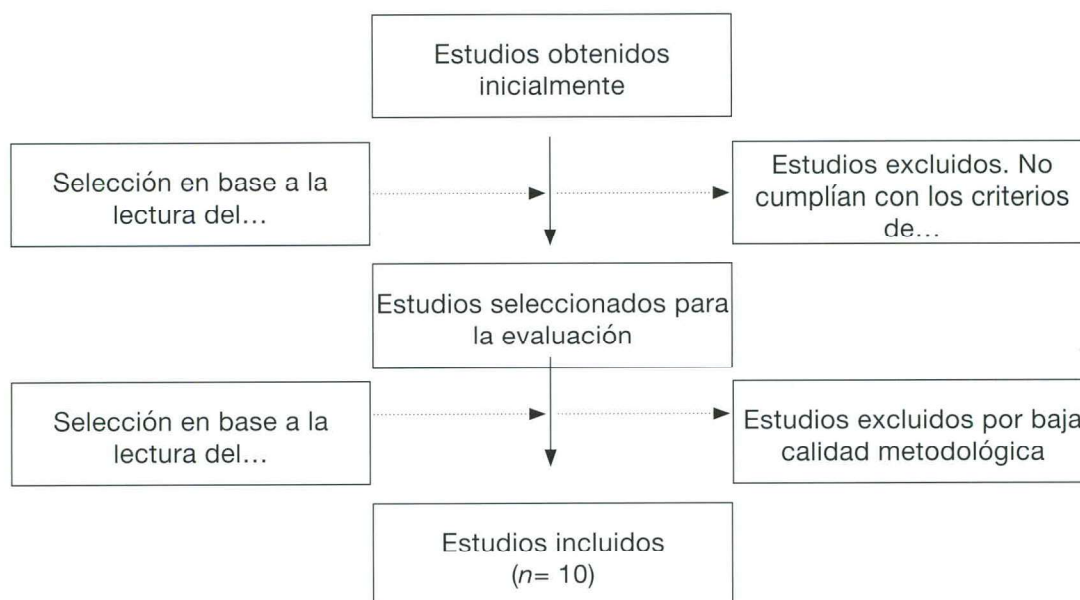 Estudios obtenidos
inicialmente
Selección en base a la
lectura del...
Estudios excluidos. No
cumplían con los criterios
de...
Estudios seleccionados para
la evaluación
Selección en base a la
lectura del...
Estudios excluidos por baja
calidad metodológica
Estudios incluidos
(n= 10)